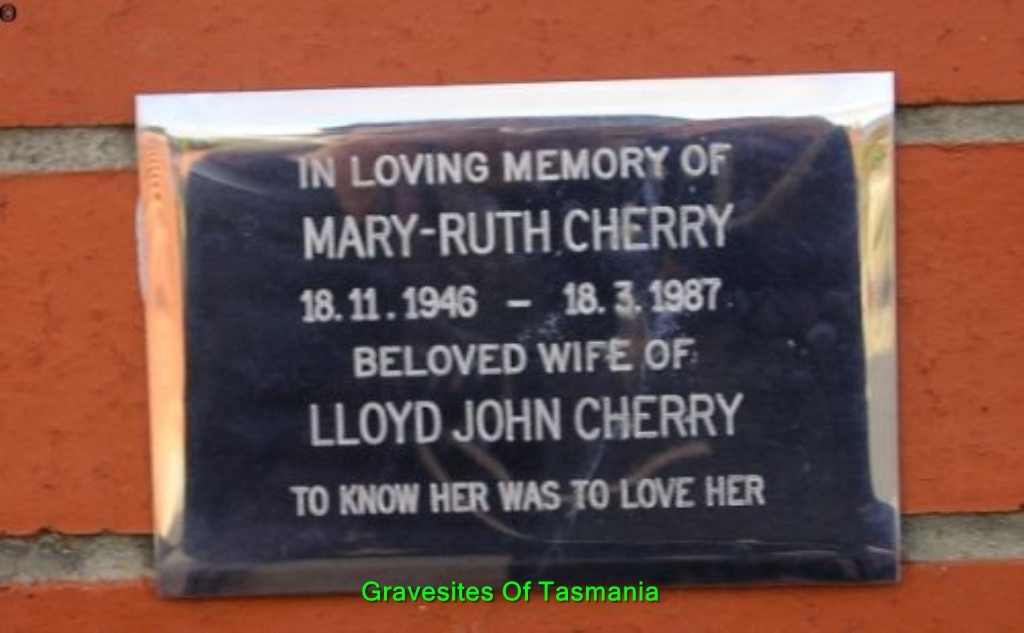 IN LOVING MEMORY OF
MARY-RUTH CHERRY
18.11.1946 - 18.3.1987
BELOVED WIFE OF
LLOYD JOHN CHERRY
TO KNOW HER WAS TO LOVE HER
Gravesites Of Tasmania